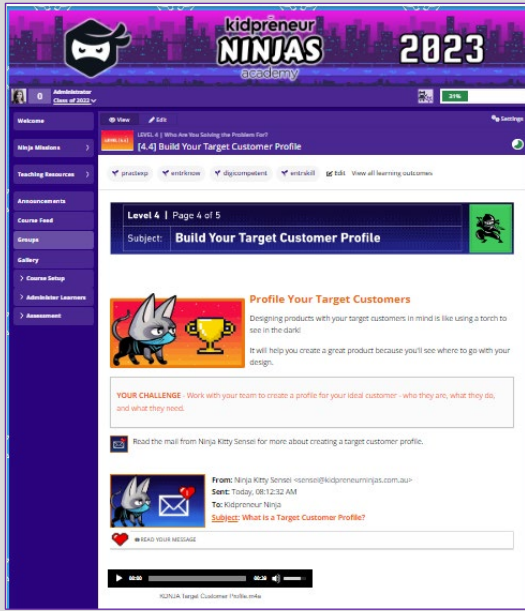 kidpreneur
NINJAS
academy
2023
0
Administrator
Class of 2022
31%
Welcome
Ninja Missions
Teaching Resources
Announcements
Course Feed
Groups
Gallery
Course Setup
Administer Learners
Assessment
View
Edit
Settings
LEVEL 4 | Who Are You Solving the Problem For?
[4.4] Build Your Target Customer Profile
prastexp
entrknow
digicompetent
entrskill
Edit
View all learning outcomes
Level 4 | Page 4 of 5
Subject: Build Your Target Customer Profile
Profile Your Target Customers
Designing products with your target customers in mind is like using a torch to
see in the dark!
It will help you create a great product because you'll see where to go with your
design.
YOUR CHALLENGE - Work with your team to create a profile for your ideal customer - who they are, what they do,
and what they need.
Read the mail from Ninja Kitty Sensei for more about creating a target customer profile.
From: Ninja Kitty Sensei <sensei@kidpreneurninjas.com.au>
Sent: Today, 08:12:32 AM
To: Kidpreneur Ninja
Subject: What is a Target Customer Profile?
READ YOUR MESSAGE
00:00
00:28
KDNJA Target Customer Profile.m4a